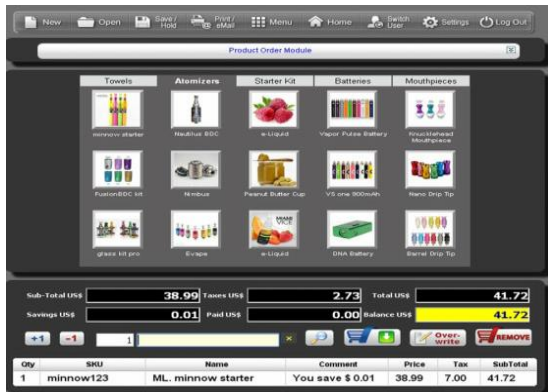 New Open Save / Hold Print / eMail Menu Home Switch User Settings Log Out
Product Order Module
Towels Atomizers Starter Kit Batteries Mouthpieces
minnow starter Nautilus BDC e-Liquid Vapor Pulse Battery Knucklehead Mouthpiece
FusionBDC kit Nimbus Peanut Butter Cup VS one 900mAh Nano Drip Tip
glass kit pro Evape e-Liquid DNA Battery Barrel Drip Tip
Sub-Total US$ 38.99 Taxes US$ 2.73 Total US$ 41.72
Savings US$ 0.01 Paid US$ 0.00 Balance US$ 41.72
+1 -1 1 × Over-write REMOVE
Qty SKU Name Comment Price Tax SubTotal
1 minnow123 ML. minnow starter You save $ 0.01 38.99 7.00 41.72